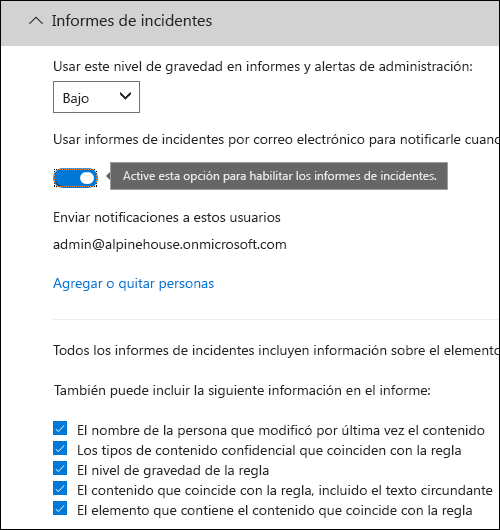 Informes de incidentes
Usar este nivel de gravedad en informes y alertas de administración:
Bajo
Usar informes de incidentes por correo electrónico para notificarle cuan
Active esta opción para habilitar los informes de incidentes.
Enviar notificaciones a estos usuarios
admin@alpinehouse.onmicrosoft.com
Agregar o quitar personas
Todos los informes de incidentes incluyen información sobre el elemento
También puede incluir la siguiente información en el informe:
El nombre de la persona que modificó por última vez el contenido
Los tipos de contenido confidencial que coinciden con la regla
El nivel de gravedad de la regla
El contenido que coincide con la regla, incluido el texto circundante
El elemento que contiene el contenido que coincide con la regla